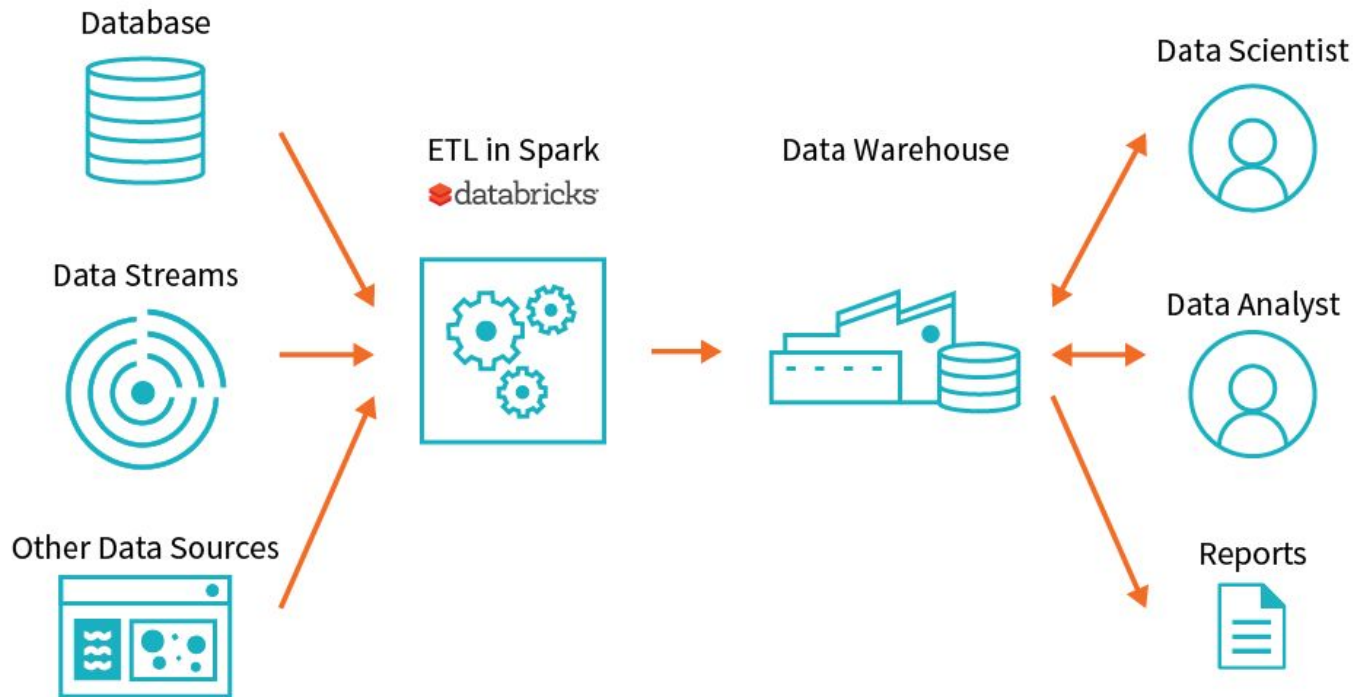 Database
Data Streams
Other Data Sources
ETL in Spark
databricks
Data Warehouse
Data Scientist
Data Analyst
Reports